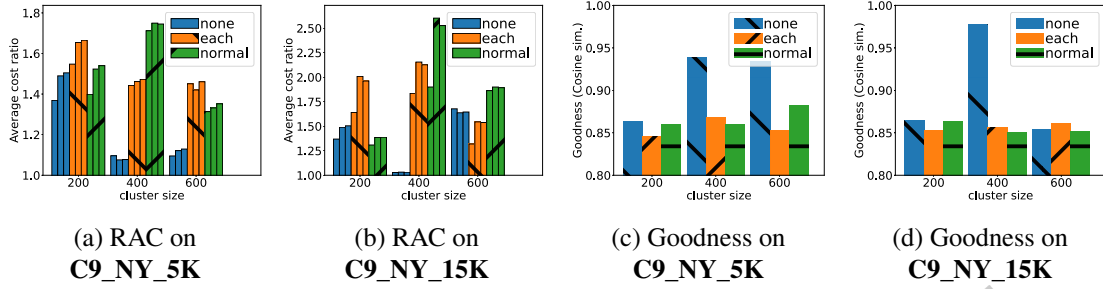 1.8
1.6
1.4
1.2
1.0
Average cost ratio
none
each
normal
200 400 600
cluster size
(a) RAC on
C9_NY_5K
2.50
2.25
2.00
1.75
1.50
1.25
1.00
Average cost ratio
none
each
normal
200 400 600
cluster size
(b) RAC on
C9_NY_15K
1.00
0.95
0.90
0.85
0.80
Goodness (Cosine sim.)
none
each
normal
200 400 600
cluster size
(c) Goodness on
C9_NY_5K
1.00
0.95
0.90
0.85
0.80
Goodness (Cosine sim.)
none
each
normal
200 400 600
cluster size
(d) Goodness on
C9_NY_15K